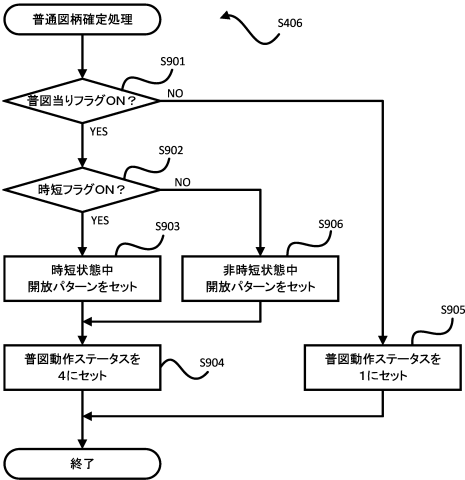 普通図柄確定処理
S406
S901
普図当りフラグON？
NO
YES
S902
時短フラグON？
NO
YES
S903
時短状態中
開放パターンをセット
S906
非時短状態中
開放パターンをセット
S904
普図動作ステータスを
4にセット
S905
普図動作ステータスを
1にセット
終了